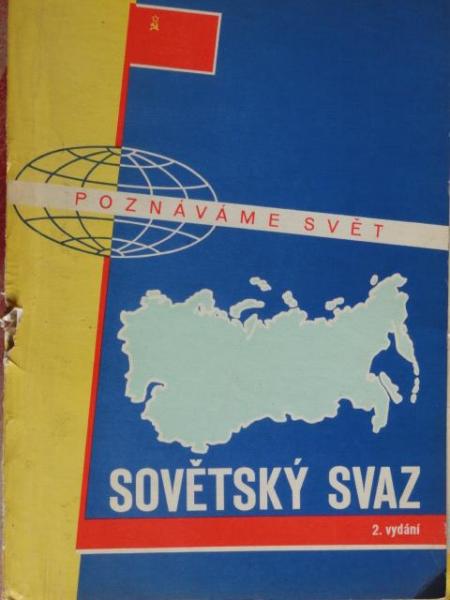 POZNÁVÁME SVĚT
SOVĚTSKÝ SVAZ
2. vydání